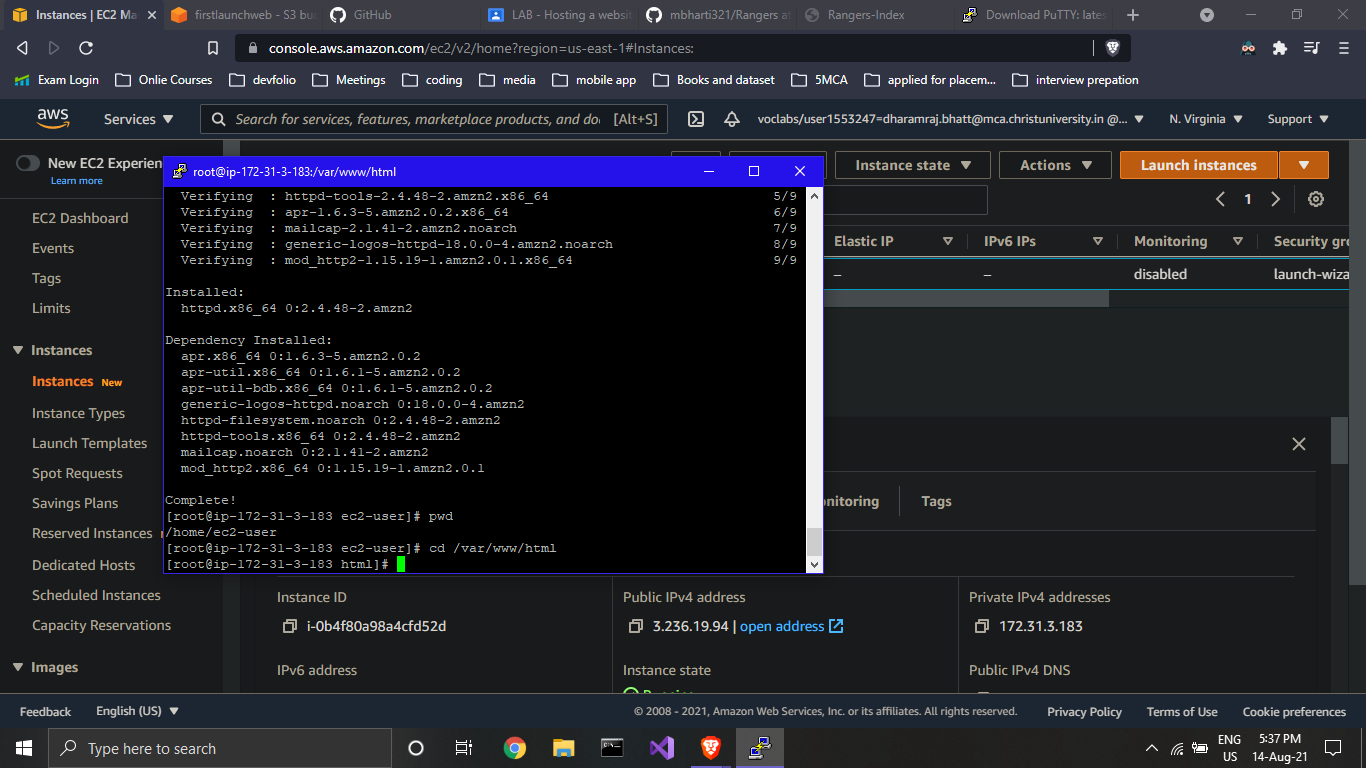 Instances | EC2 Ma
firstlaunchweb - S3 bu
GitHub
LAB - Hosting a websit
mbharti321/Rangers at
Rangers-Index
Download PuTTY: lates
console.aws.amazon.com/ec2/v2/home?region=us-east-1#Instances:
Exam Login
Onlie Courses
devfolio
Meetings
coding
media
mobile app
Books and dataset
5MCA
applied for placem...
interview prepation
aws
Services
Search for services, features, marketplace products, and do
[Alt+S]
voclabs/user1553247=dharamraj.bhatt@mca.christuniversity.in @...
N. Virginia
Support
New EC2 Experien
Learn more
EC2 Dashboard
Events
Tags
Limits
Instances
Instances New
Instance Types
Launch Templates
Spot Requests
Savings Plans
Reserved Instances
Dedicated Hosts
Scheduled Instances
Capacity Reservations
Images
root@ip-172-31-3-183:/var/www/html
Verifying  : httpd-tools-2.4.48-2.amzn2.x86_64 5/9
Verifying  : apr-1.6.3-5.amzn2.0.2.x86_64 6/9
Verifying  : mailcap-2.1.41-2.amzn2.noarch 7/9
Verifying  : generic-logos-httpd-18.0.0-4.amzn2.noarch 8/9
Verifying  : mod_http2-1.15.19-1.amzn2.0.1.x86_64 9/9
Installed:
httpd.x86_64 0:2.4.48-2.amzn2
Dependency Installed:
apr.x86_64 0:1.6.3-5.amzn2.0.2
apr-util.x86_64 0:1.6.1-5.amzn2.0.2
apr-util-bdb.x86_64 0:1.6.1-5.amzn2.0.2
generic-logos-httpd.noarch 0:18.0.0-4.amzn2
httpd-filesystem.noarch 0:2.4.48-2.amzn2
httpd-tools.x86_64 0:2.4.48-2.amzn2
mailcap.noarch 0:2.1.41-2.amzn2
mod_http2.x86_64 0:1.15.19-1.amzn2.0.1
Complete!
[root@ip-172-31-3-183 ec2-user]# pwd
/home/ec2-user
[root@ip-172-31-3-183 ec2-user]# cd /var/www/html
[root@ip-172-31-3-183 html]#
Instance state
Actions
Launch instances
1
Elastic IP
IPv6 IPs
Monitoring
Security gro
–
–
disabled
launch-wiza
nitoring
Tags
Instance ID
i-0b4f80a98a4cfd52d
Public IPv4 address
3.236.19.94 | open address
Private IPv4 addresses
172.31.3.183
IPv6 address
Instance state
Public IPv4 DNS
Feedback
English (US)
© 2008 - 2021, Amazon Web Services, Inc. or its affiliates. All rights reserved.
Privacy Policy
Terms of Use
Cookie preferences
Type here to search
ENG
US
5:37 PM
14-Aug-21